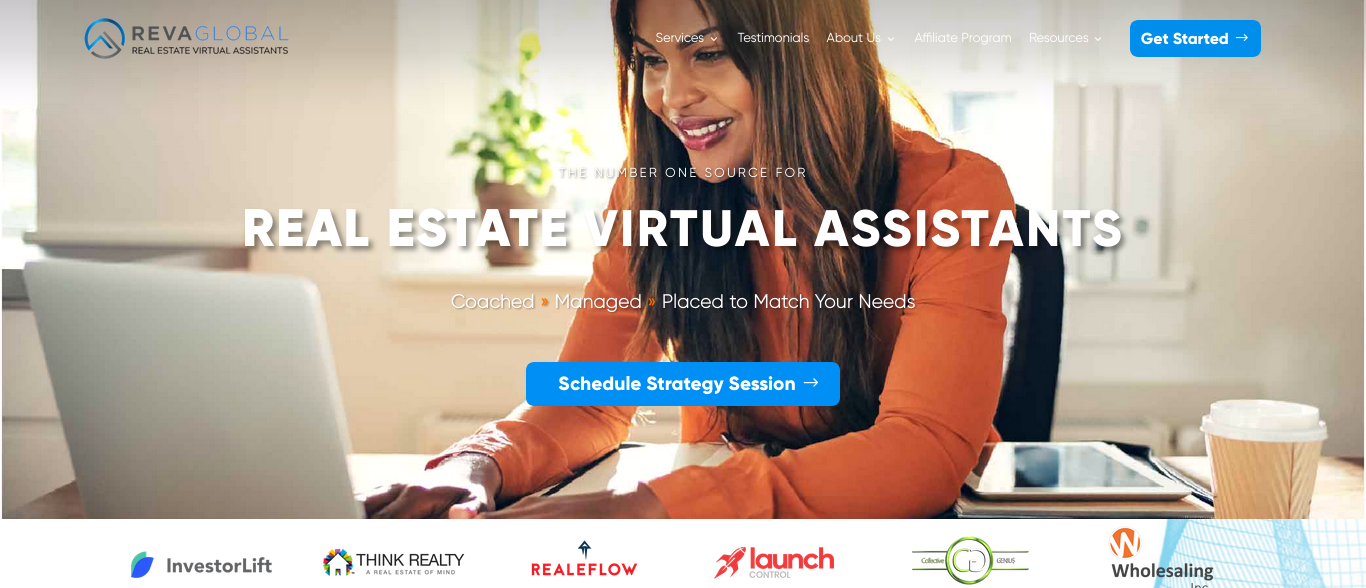 REVAGLOBAL
REAL ESTATE VIRTUAL ASSISTANTS
Services Testimonials About Us Affiliate Program Resources Get Started →
THE NUMBER ONE SOURCE FOR
REAL ESTATE VIRTUAL ASSISTANTS
Coached » Managed » Placed to Match Your Needs
Schedule Strategy Session →
InvestorLift
THINK REALTY
A REAL ESTATE OF MIND
REALEFLOW
launch
CONTROL
Collective CG GENIUS
W
Wholesaling
Inc